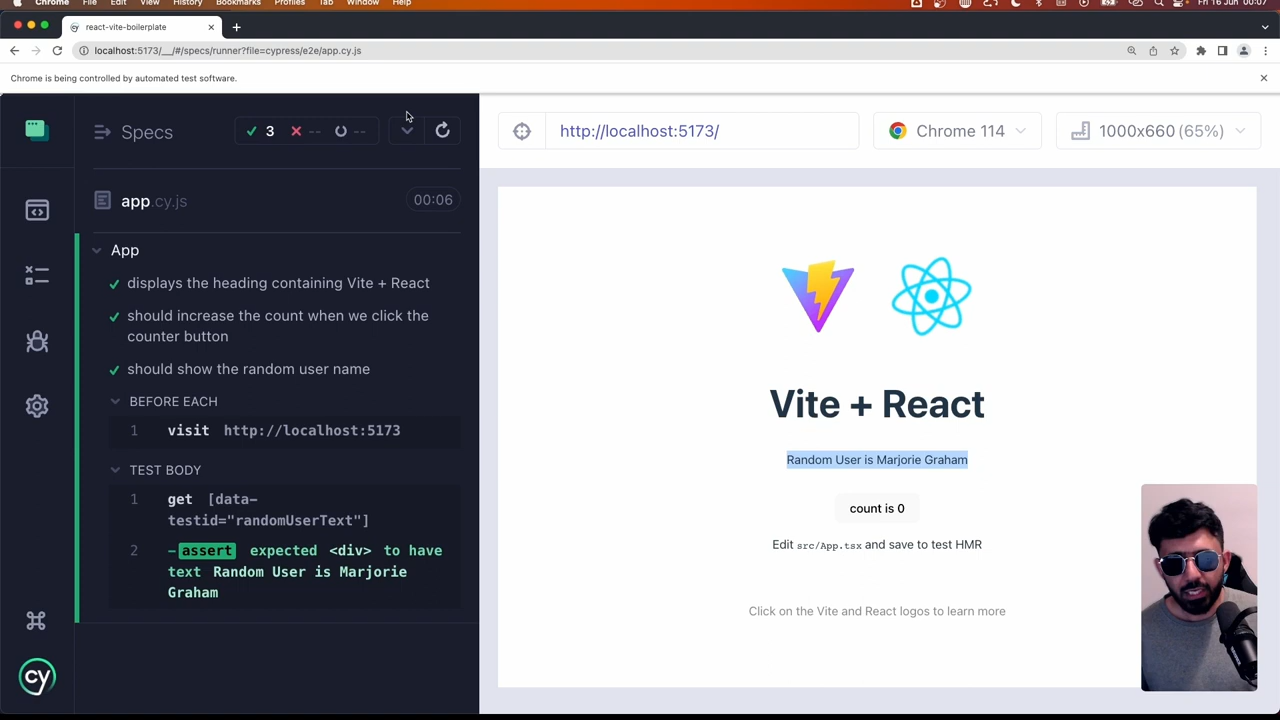 Chrome File Edit View History Bookmarks Profiles Tab Window Help Fri 16 Jun 00:07
react-vite-boilerplate
localhost:5173/__/#/specs/runner?file=cypress/e2e/app.cy.js
Chrome is being controlled by automated test software.
Specs 3 -- --
http://localhost:5173/ Chrome 114 1000x660 (65%)
app.cy.js 00:06
App
displays the heading containing Vite + React
should increase the count when we click the
counter button
should show the random user name
BEFORE EACH
1 visit http://localhost:5173
TEST BODY
1 get [data-
testid="randomUserText"]
2 -assert expected <div> to have
text Random User is Marjorie
Graham
cy
Vite + React
Random User is Marjorie Graham
count is 0
Edit src/App.tsx and save to test HMR
Click on the Vite and React logos to learn more